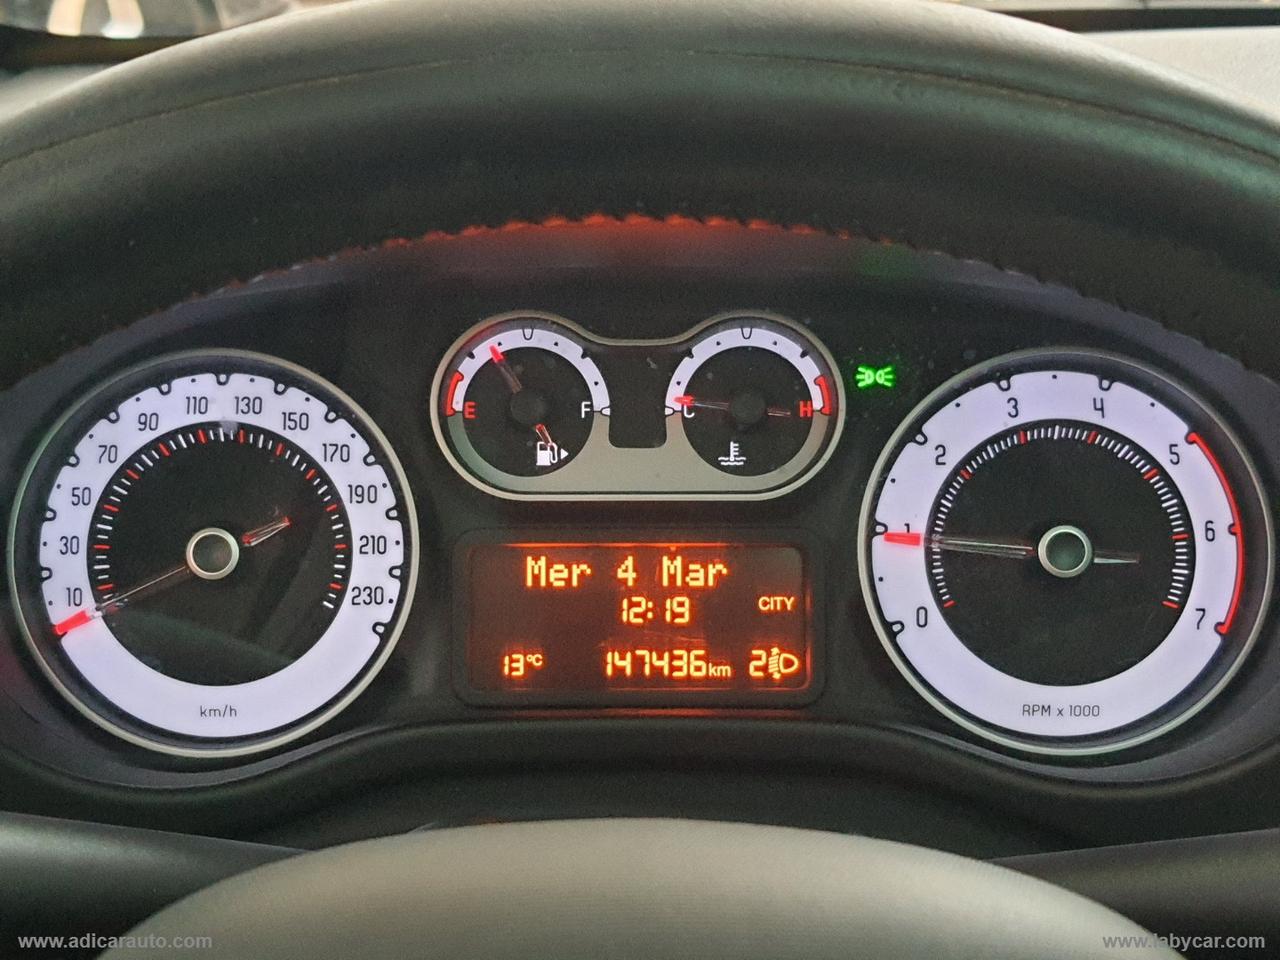 E F
C H
10 30 50 70 90 110 130 150 170 190 210 230
km/h
Mer 4 Mar
12:19
CITY
13°C 147436km 2
0 1 2 3 4 5 6 7
RPM x 1000
www.adicarauto.com
www.labycar.com